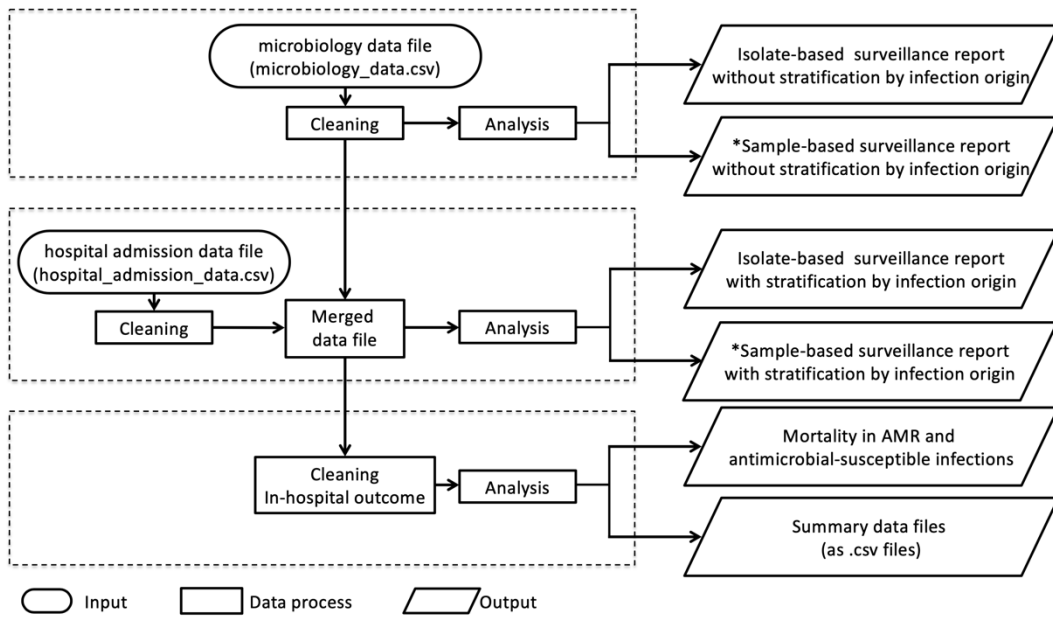 microbiology data file
(microbiology_data.csv)
Cleaning
Analysis
Isolate-based surveillance report
without stratification by infection origin
*Sample-based surveillance report
without stratification by infection origin
hospital admission data file
(hospital_admission_data.csv)
Cleaning
Merged
data file
Analysis
Isolate-based surveillance report
with stratification by infection origin
*Sample-based surveillance report
with stratification by infection origin
Cleaning
In-hospital outcome
Analysis
Mortality in AMR and
antimicrobial-susceptible infections
Summary data files
(as .csv files)
Input
Data process
Output